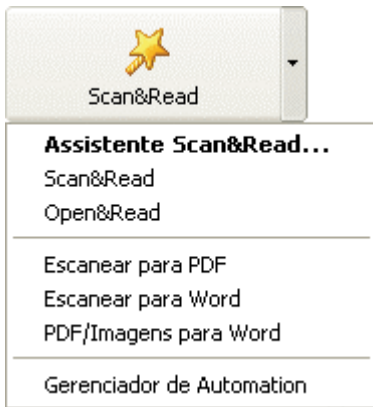 Scan&Read
Assistente Scan&Read...
Scan&Read
Open&Read
Escanear para PDF
Escanear para Word
PDF/Imagens para Word
Gerenciador de Automation